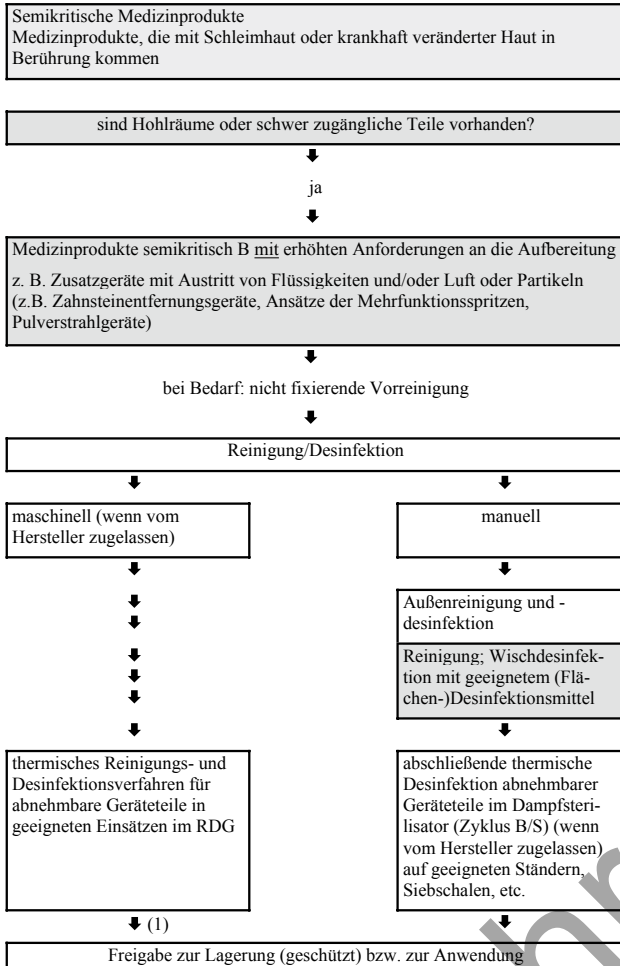 Semikritische Medizinprodukte
Medizinprodukte, die mit Schleimhaut oder krankhaft veränderter Haut in
Berührung kommen
sind Hohlräume oder schwer zugängliche Teile vorhanden?
ja
Medizinprodukte semikritisch B mit erhöhten Anforderungen an die Aufbereitung
z. B. Zusatzgeräte mit Austritt von Flüssigkeiten und/oder Luft oder Partikeln
(z.B. Zahnsteinentfernungsgeräte, Ansätze der Mehrfunktionsspritzen,
Pulverstrahlgeräte)
bei Bedarf: nicht fixierende Vorreinigung
Reinigung/Desinfektion
maschinell (wenn vom
Hersteller zugelassen)
manuell
Außenreinigung und -
desinfektion
Reinigung; Wischdesinfek-
tion mit geeignetem (Flä-
chen-)Desinfektionsmittel
thermisches Reinigungs- und
Desinfektionsverfahren für
abnehmbare Geräteteile in
geeigneten Einsätzen im RDG
abschließende thermische
Desinfektion abnehmbarer
Geräteteile im Dampfsteri-
lisator (Zyklus B/S) (wenn
vom Hersteller zugelassen)
auf geeigneten Ständern,
Siebschalen, etc.
(1)
Freigabe zur Lagerung (geschützt) bzw. zur Anwendung